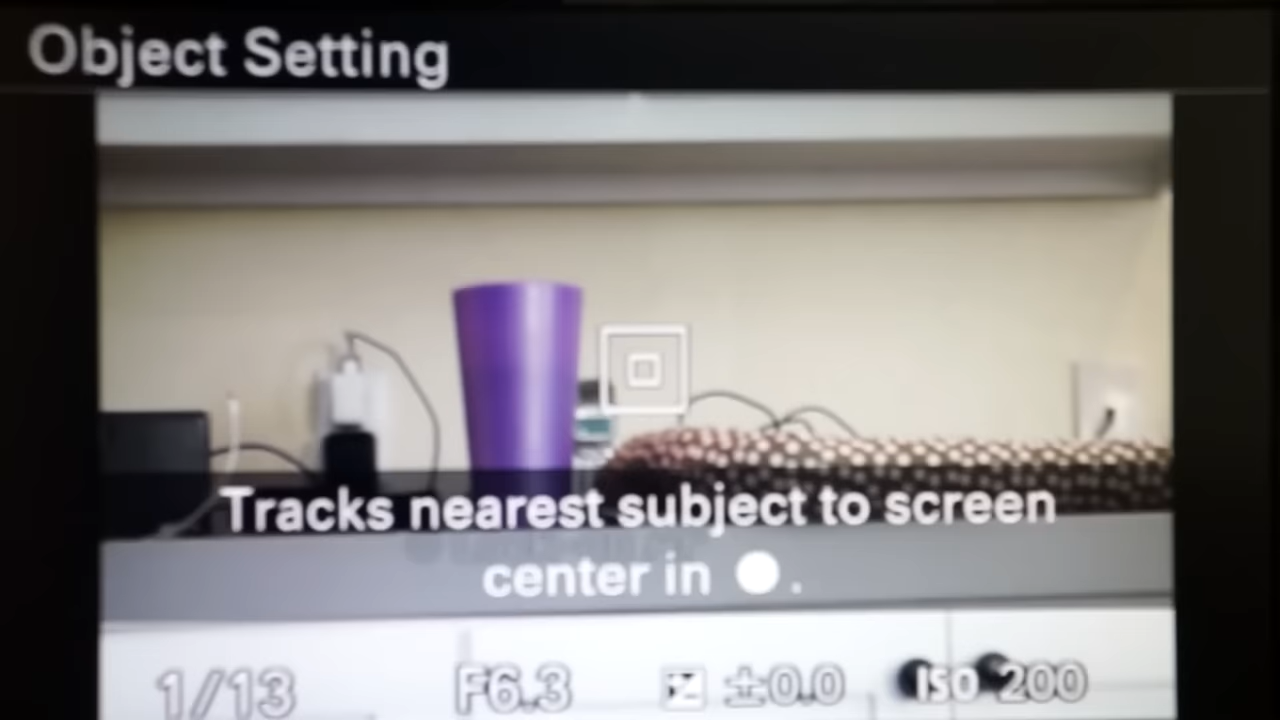 Object Setting
Tracks nearest subject to screen
center in ● .
1/13 F6.3 ±0.0 ISO 200